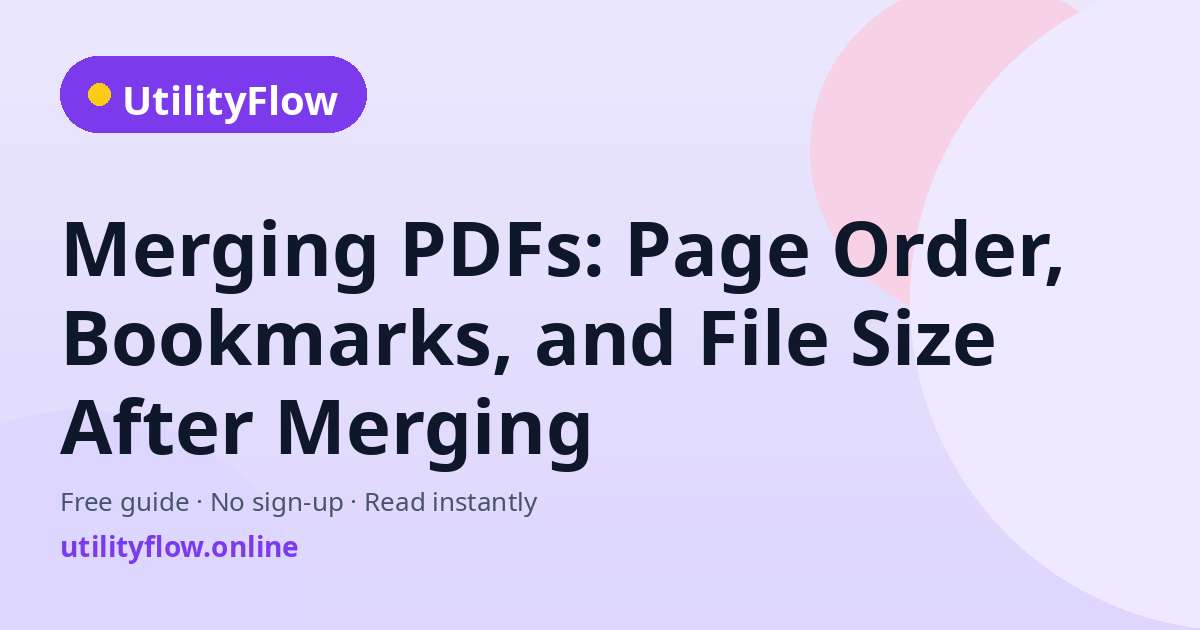 UtilityFlow
Merging PDFs: Page Order,
Bookmarks, and File Size
After Merging
Free guide · No sign-up · Read instantly
utilityflow.online